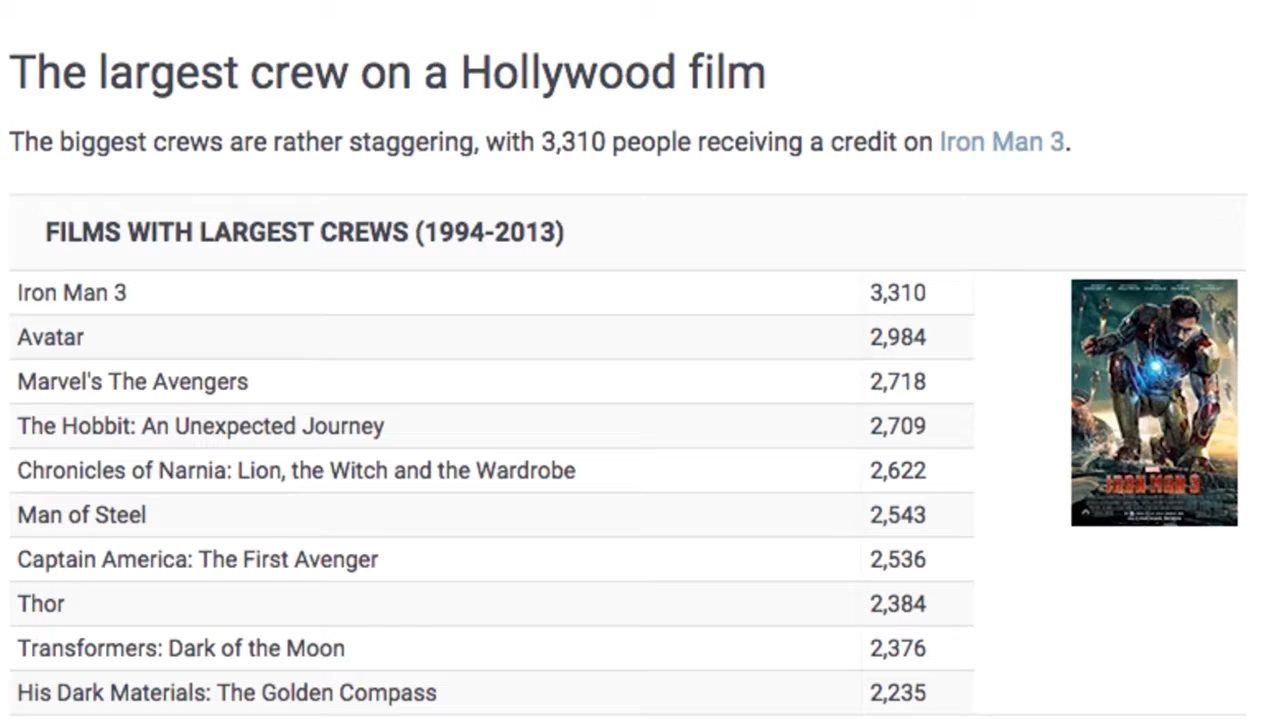 The largest crew on a Hollywood film
The biggest crews are rather staggering, with 3,310 people receiving a credit on Iron Man 3.
FILMS WITH LARGEST CREWS (1994-2013)
Iron Man 3 3,310
Avatar 2,984
Marvel's The Avengers 2,718
The Hobbit: An Unexpected Journey 2,709
Chronicles of Narnia: Lion, the Witch and the Wardrobe 2,622
Man of Steel 2,543
Captain America: The First Avenger 2,536
Thor 2,384
Transformers: Dark of the Moon 2,376
His Dark Materials: The Golden Compass 2,235
MARVEL
IRON MAN 3